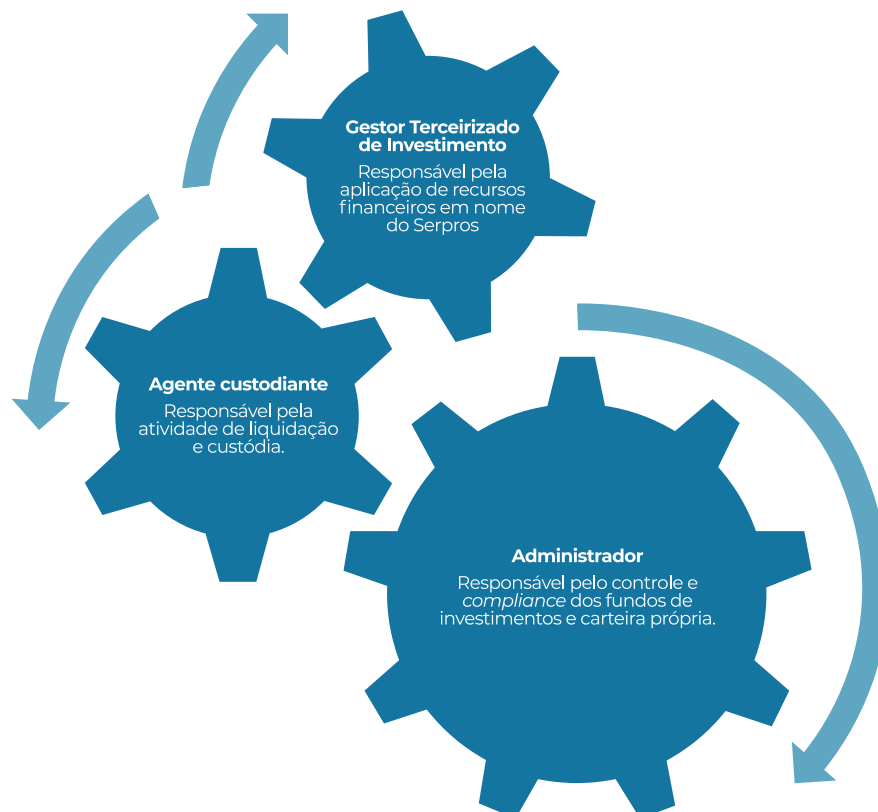 Gestor Terceirizado
de Investimento
Responsável pela
aplicação de recursos
financeiros em nome
do Serpros
Agente custodiante
Responsável pela
atividade de liquidação
e custódia.
Administrador
Responsável pelo controle e
compliance dos fundos de
investimentos e carteira própria.